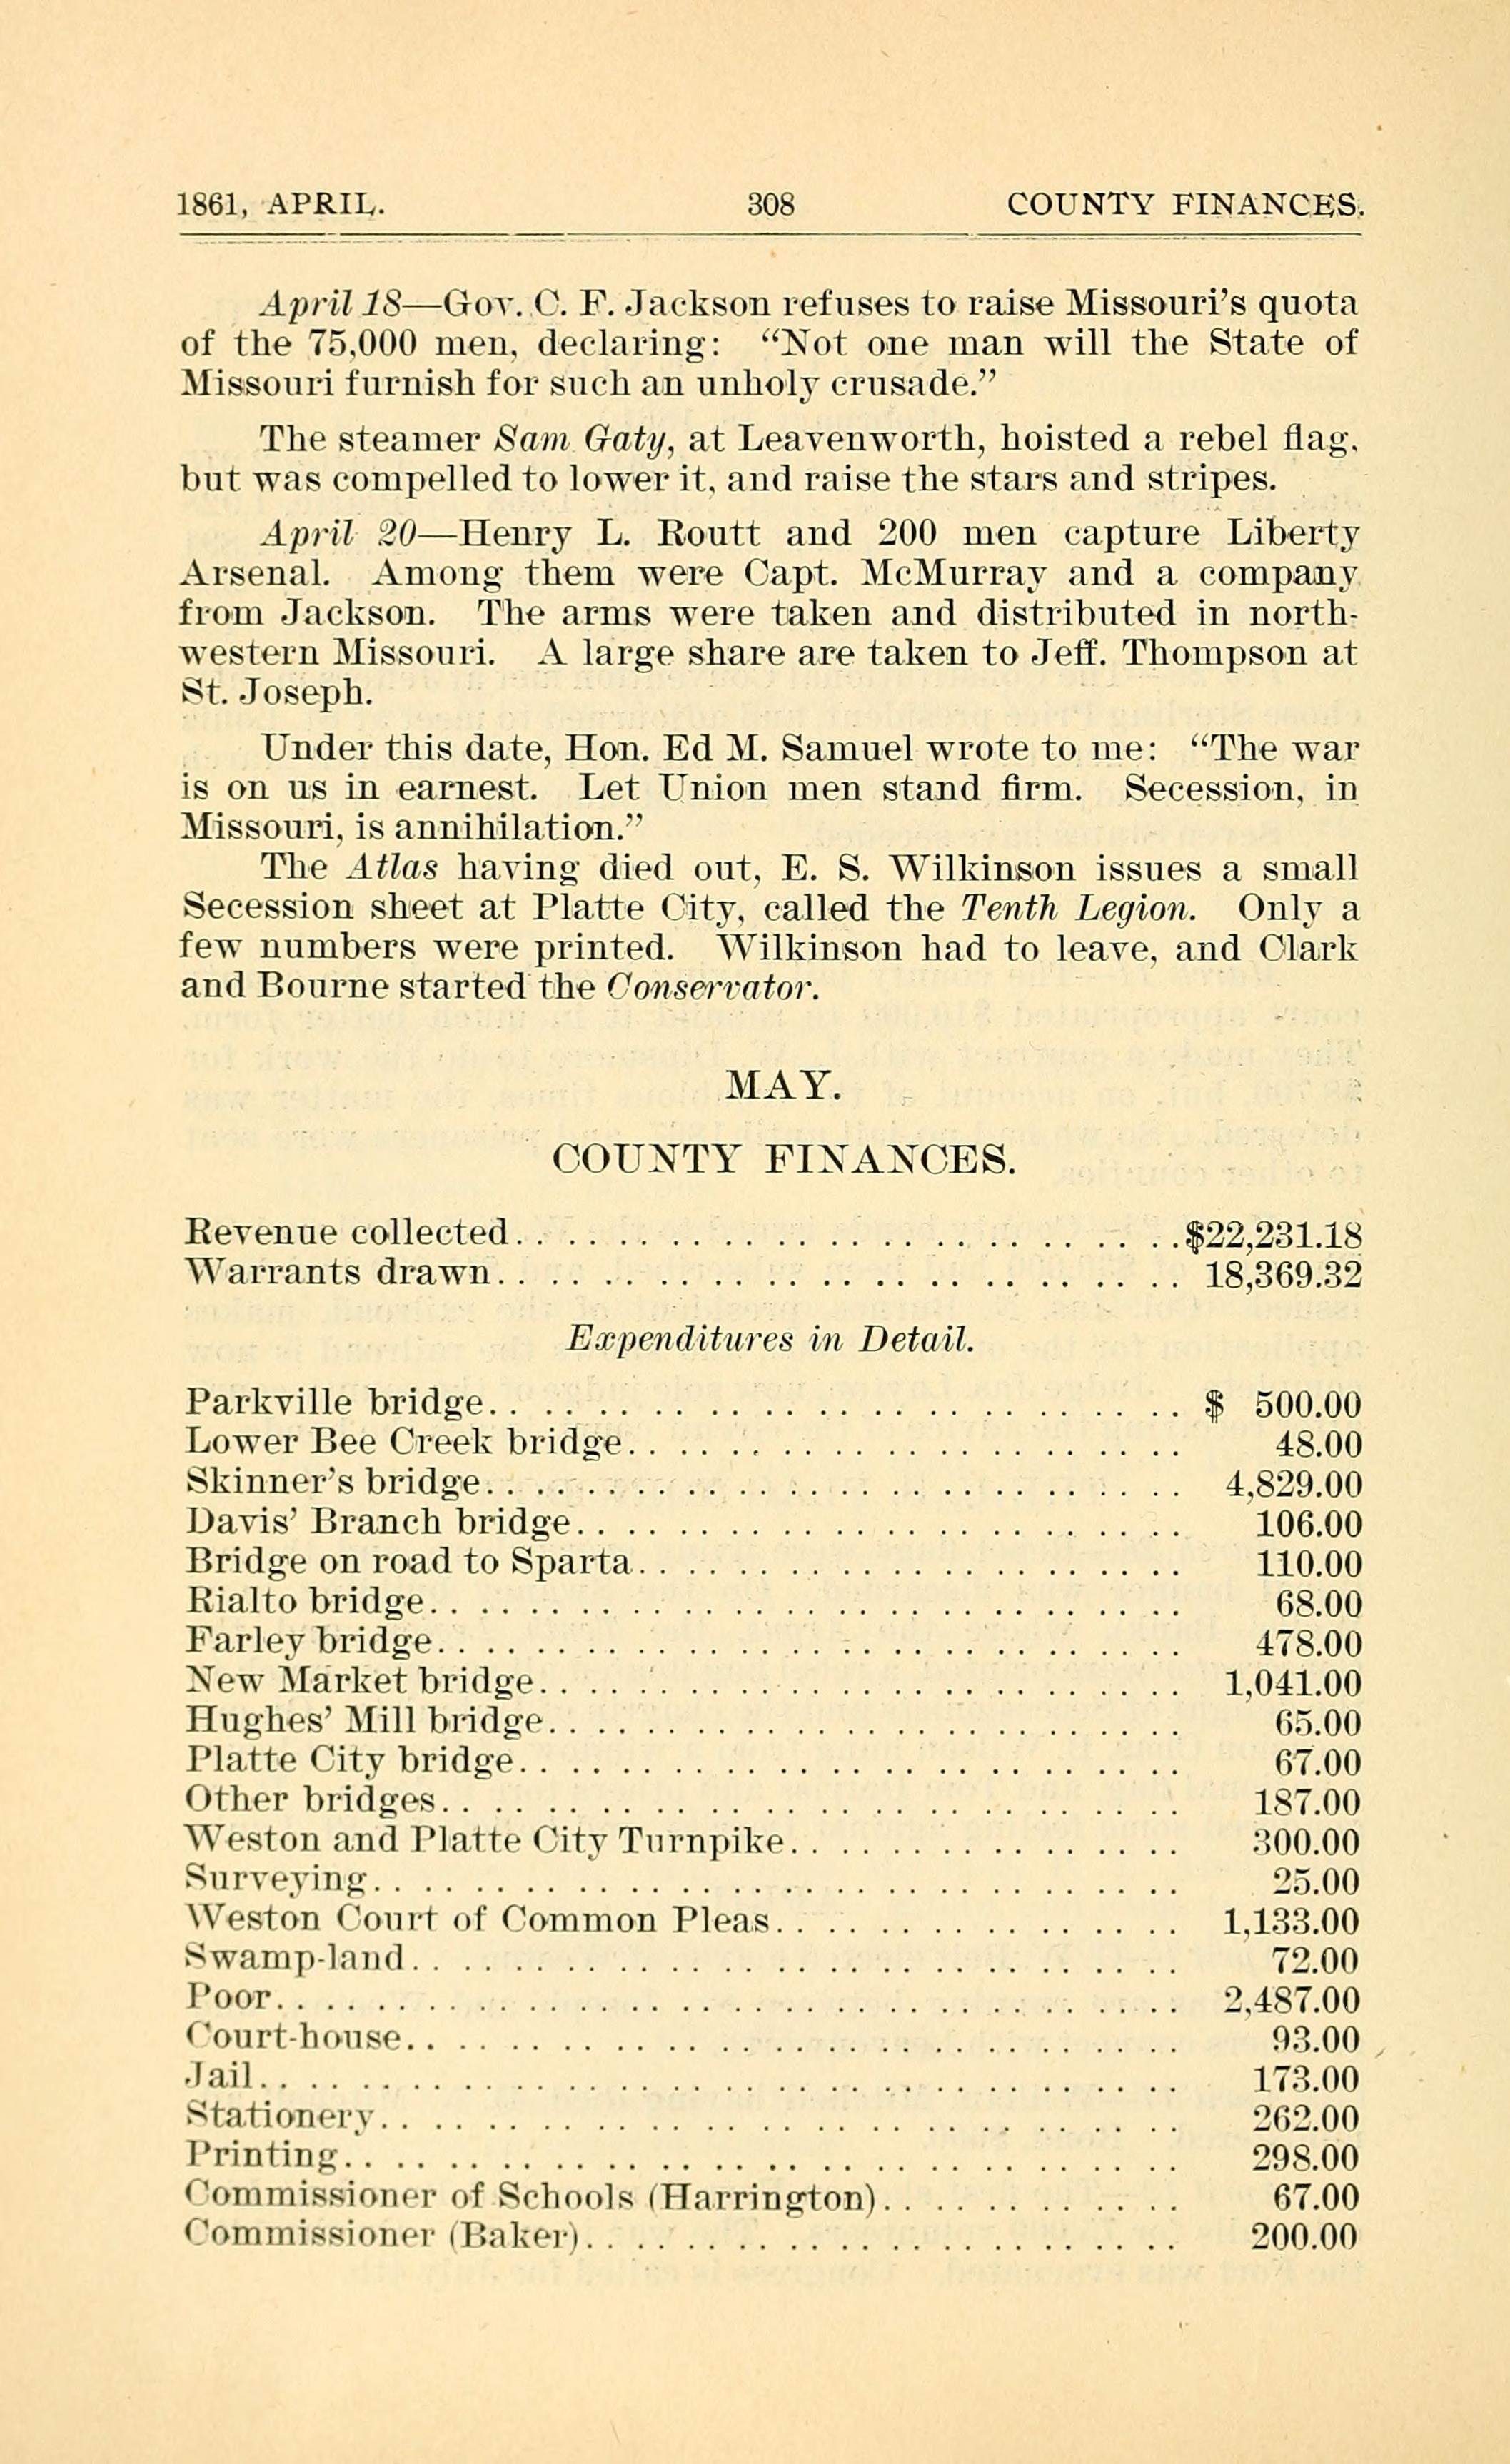 1861, APRIL. 308 COUNTY FINANCES.
April 18—Gov. C. F. Jackson refuses to raise Missouri's quota
of the 75,000 men, declaring: “Not one man will the State of
Missouri furnish for such an unholy crusade.”
The steamer Sam Gaty, at Leavenworth, hoisted a rebel flag,
but was compelled to lower it, and raise the stars and stripes.
April 20—Henry L. Routt and 200 men capture Liberty
Arsenal. Among them were Capt. McMurray and a company
from Jackson. The arms were taken and distributed in north-
western Missouri. A large share are taken to Jeff. Thompson at
St. Joseph.
Under this date, Hon. Ed M. Samuel wrote to me: “The war
is on us in earnest. Let Union men stand firm. Secession, in
Missouri, is annihilation.”
The Atlas having died out, E. S. Wilkinson issues a small
Secession sheet at Platte City, called the Tenth Legion. Only a
few numbers were printed. Wilkinson had to leave, and Clark
and Bourne started the Conservator.
MAY.
COUNTY FINANCES.
Revenue collected. . . . . . . . . . . . . . . . . . . . . . . . . . $22,231.18
Warrants drawn. . . . . . . . . . . . . . . . . . . . . . . . . . . 18,369.32
Expenditures in Detail.
Parkville bridge. . . . . . . . . . . . . . . . . . . . . . . . . . . $ 500.00
Lower Bee Creek bridge. . . . . . . . . . . . . . . . . . . . . . 48.00
Skinner's bridge. . . . . . . . . . . . . . . . . . . . . . . . . . . 4,829.00
Davis' Branch bridge. . . . . . . . . . . . . . . . . . . . . . . . 106.00
Bridge on road to Sparta. . . . . . . . . . . . . . . . . . . . . 110.00
Rialto bridge. . . . . . . . . . . . . . . . . . . . . . . . . . . . . 68.00
Farley bridge. . . . . . . . . . . . . . . . . . . . . . . . . . . . . 478.00
New Market bridge. . . . . . . . . . . . . . . . . . . . . . . . . 1,041.00
Hughes' Mill bridge. . . . . . . . . . . . . . . . . . . . . . . . . 65.00
Platte City bridge. . . . . . . . . . . . . . . . . . . . . . . . . . 67.00
Other bridges. . . . . . . . . . . . . . . . . . . . . . . . . . . . . 187.00
Weston and Platte City Turnpike. . . . . . . . . . . . . . . . 300.00
Surveying. . . . . . . . . . . . . . . . . . . . . . . . . . . . . . . 25.00
Weston Court of Common Pleas. . . . . . . . . . . . . . . . 1,133.00
Swamp-land. . . . . . . . . . . . . . . . . . . . . . . . . . . . . . 72.00
Poor. . . . . . . . . . . . . . . . . . . . . . . . . . . . . . . . . . . 2,487.00
Court-house. . . . . . . . . . . . . . . . . . . . . . . . . . . . . . 93.00
Jail. . . . . . . . . . . . . . . . . . . . . . . . . . . . . . . . . . . . 173.00
Stationery. . . . . . . . . . . . . . . . . . . . . . . . . . . . . . . 262.00
Printing. . . . . . . . . . . . . . . . . . . . . . . . . . . . . . . . 298.00
Commissioner of Schools (Harrington). . . . . . . . . . . . 67.00
Commissioner (Baker). . . . . . . . . . . . . . . . . . . . . . . 200.00